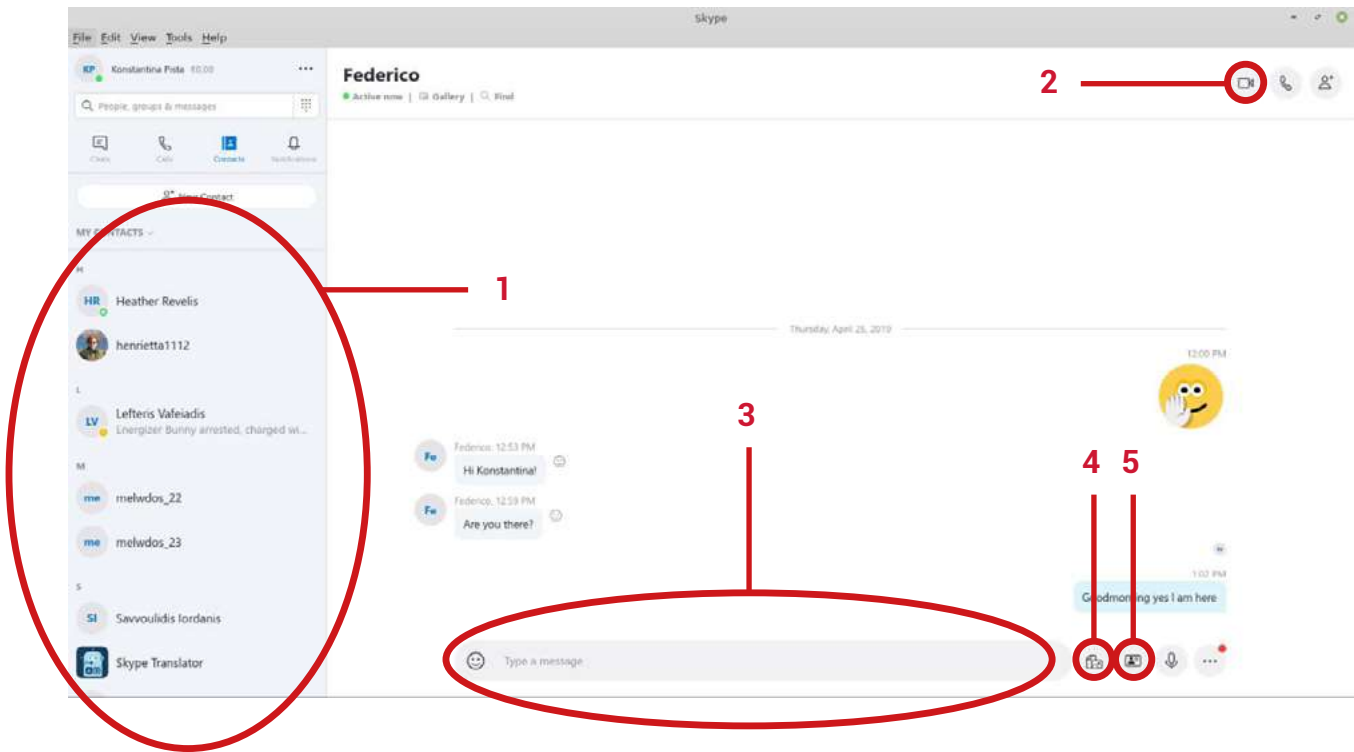 Skype
File Edit View Tools Help
KP Konstantina Pista €0.00
People, groups & messages
Chats Calls Contacts Notifications
New Contact
MY CONTACTS
H
HR Heather Revelis
henrietta1112
L
LV Lefteris Vafeiadis
Energizer Bunny arrested, charged wi...
M
me melwdos_22
me melwdos_23
S
SI Savvoulidis Iordanis
Skype Translator
Federico
Active now | Gallery | Find
2
1
Thursday, April 25, 2019
12:00 PM
3
Fe Federico, 12:53 PM
Hi Konstantina!
4 5
Fe Federico, 12:59 PM
Are you there?
1:02 PM
Goodmorning yes I am here
Type a message